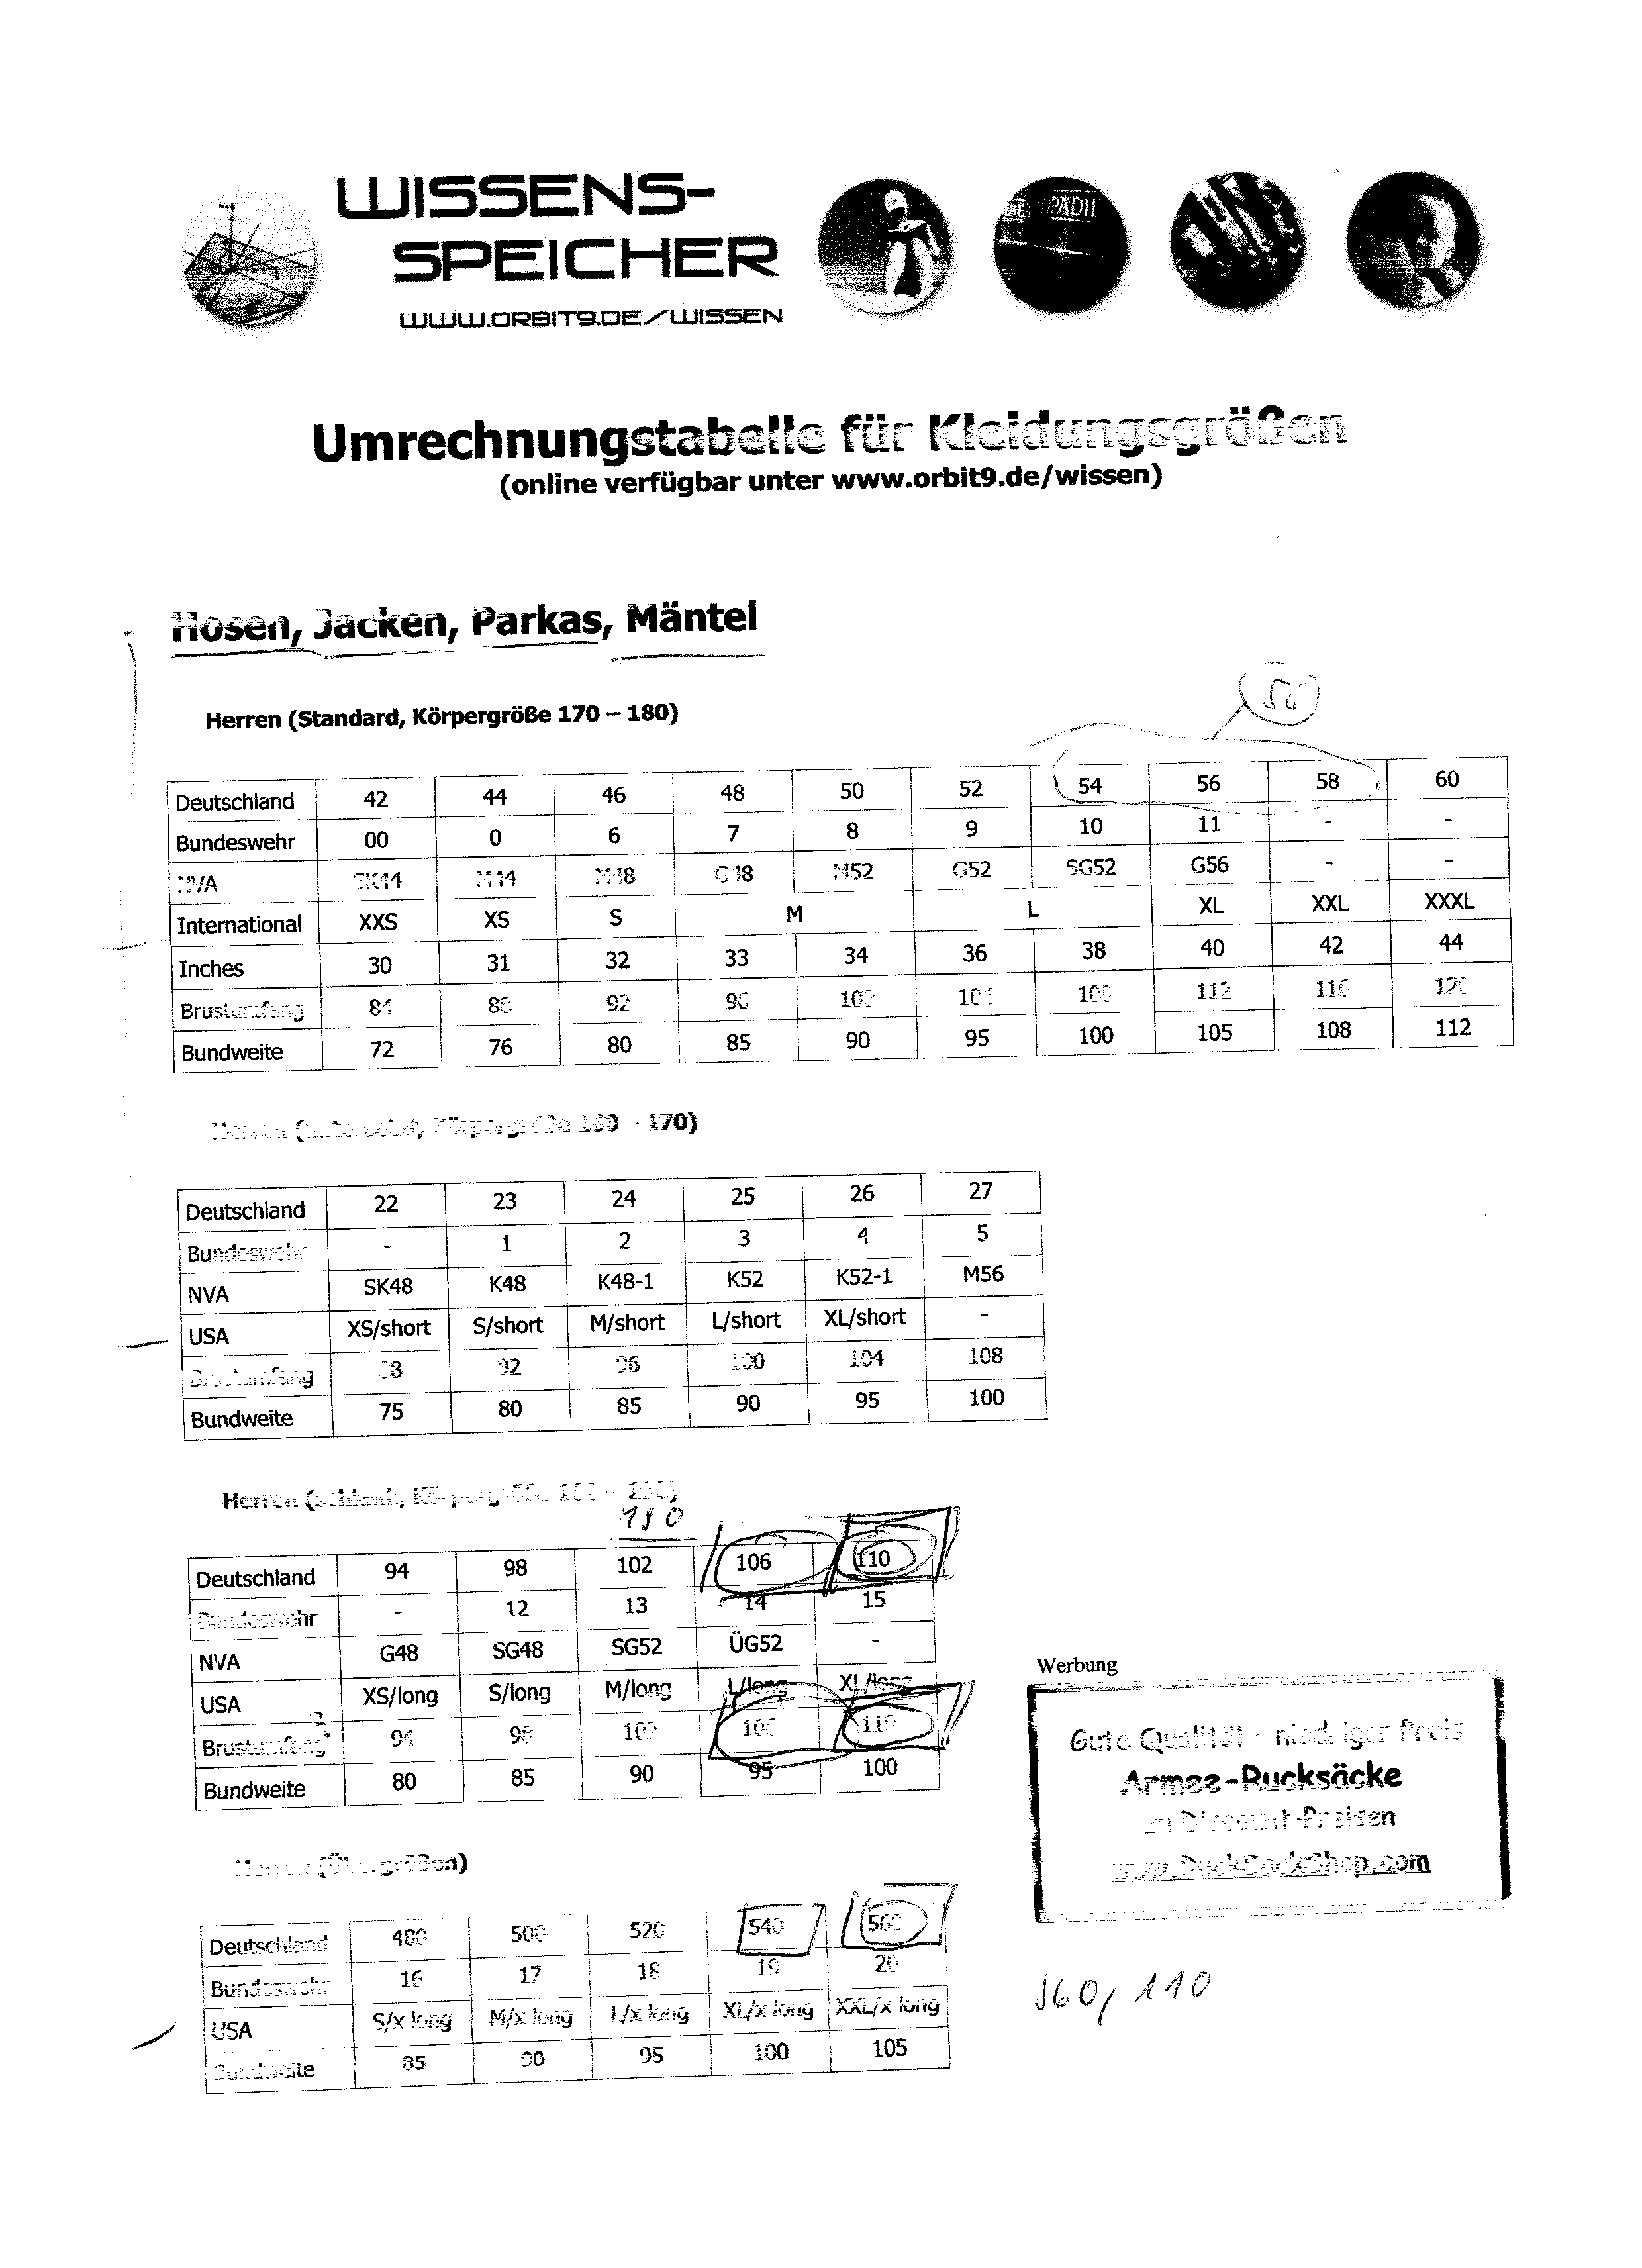 WISSENS-
SPEICHER
WWW.ORBIT9.DE/WISSEN
Umrechnungstabelle für Kleidungsgrößen
(online verfügbar unter www.orbit9.de/wissen)
Hosen, Jacken, Parkas, Mäntel
56
Herren (Standard, Körpergröße 170 – 180)
Deutschland 42 44 46 48 50 52 54 56 58 60
Bundeswehr 00 0 6 7 8 9 10 11 - -
NVA SK44 M44 M48 G48 M52 G52 SG52 G56 - -
International XXS XS S M L XL XXL XXXL
Inches 30 31 32 33 34 36 38 40 42 44
Brustumfang 84 88 92 96 100 104 108 112 116 120
Bundweite 72 76 80 85 90 95 100 105 108 112
Herren (untersetzt, Körpergröße 160 – 170)
Deutschland 22 23 24 25 26 27
Bundeswehr - 1 2 3 4 5
NVA SK48 K48 K48-1 K52 K52-1 M56
USA XS/short S/short M/short L/short XL/short -
Brustumfang 88 92 96 100 104 108
Bundweite 75 80 85 90 95 100
Herren (schlank, Körpergröße 180 – 190)
190
Deutschland 94 98 102 106 110
Bundeswehr - 12 13 14 15
NVA G48 SG48 SG52 ÜG52 -
USA XS/long S/long M/long L/long XL/long
Brustumfang 94 98 102 106 110
Bundweite 80 85 90 95 100
Werbung
Gute Qualität - niedriger Preis
Armee-Rucksäcke
zu Discount-Preisen
www.RuckSackShop.com
Herren (Übergrößen)
Deutschland 480 500 520 540 560
Bundeswehr 16 17 18 19 20
USA S/x long M/x long L/x long XL/x long XXL/x long
Bundweite 85 90 95 100 105
560, 110